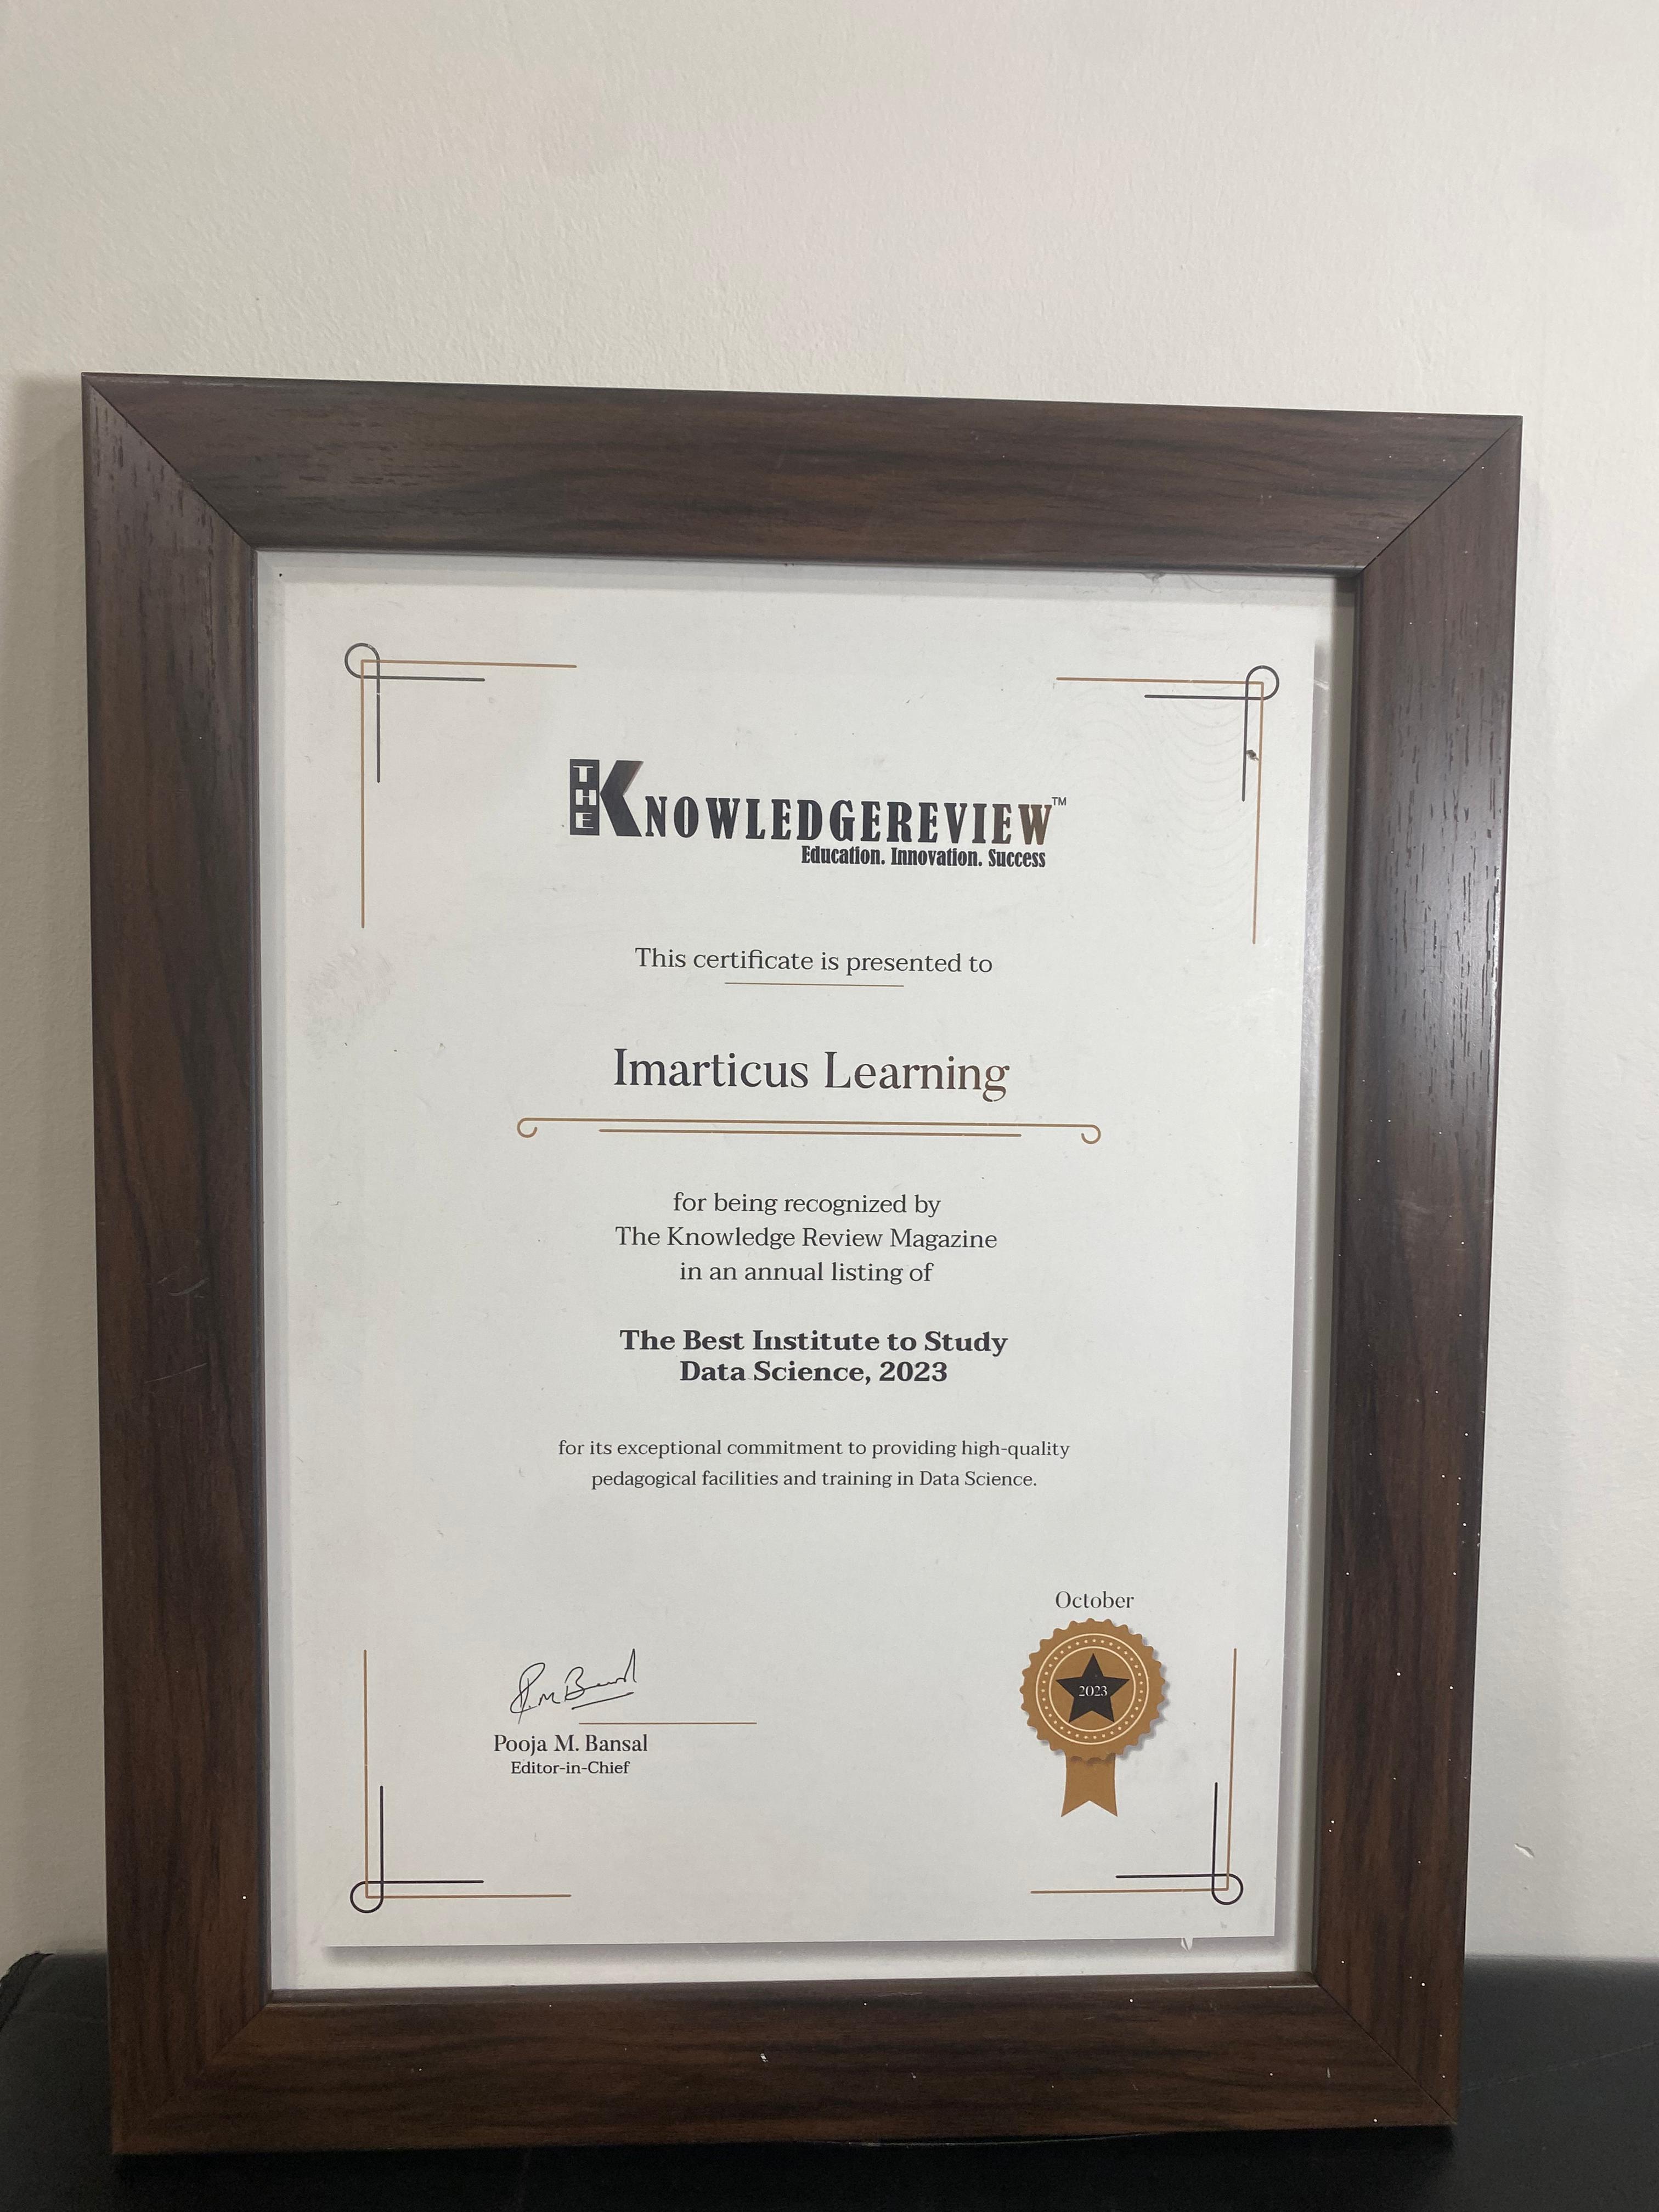 THE KNOWLEDGEREVIEW™
Education. Innovation. Success
This certificate is presented to
Imarticus Learning
for being recognized by
The Knowledge Review Magazine
in an annual listing of
The Best Institute to Study
Data Science, 2023
for its exceptional commitment to providing high-quality
pedagogical facilities and training in Data Science.
October
2023
Pooja M. Bansal
Editor-in-Chief